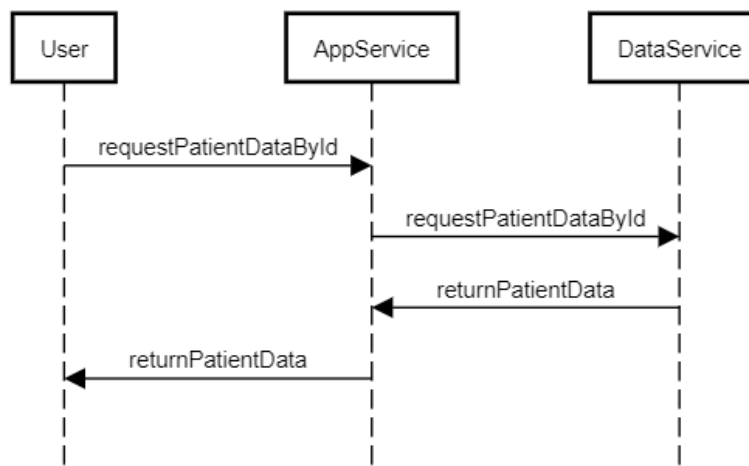 User
AppService
DataService
requestPatientDataById
requestPatientDataById
returnPatientData
returnPatientData